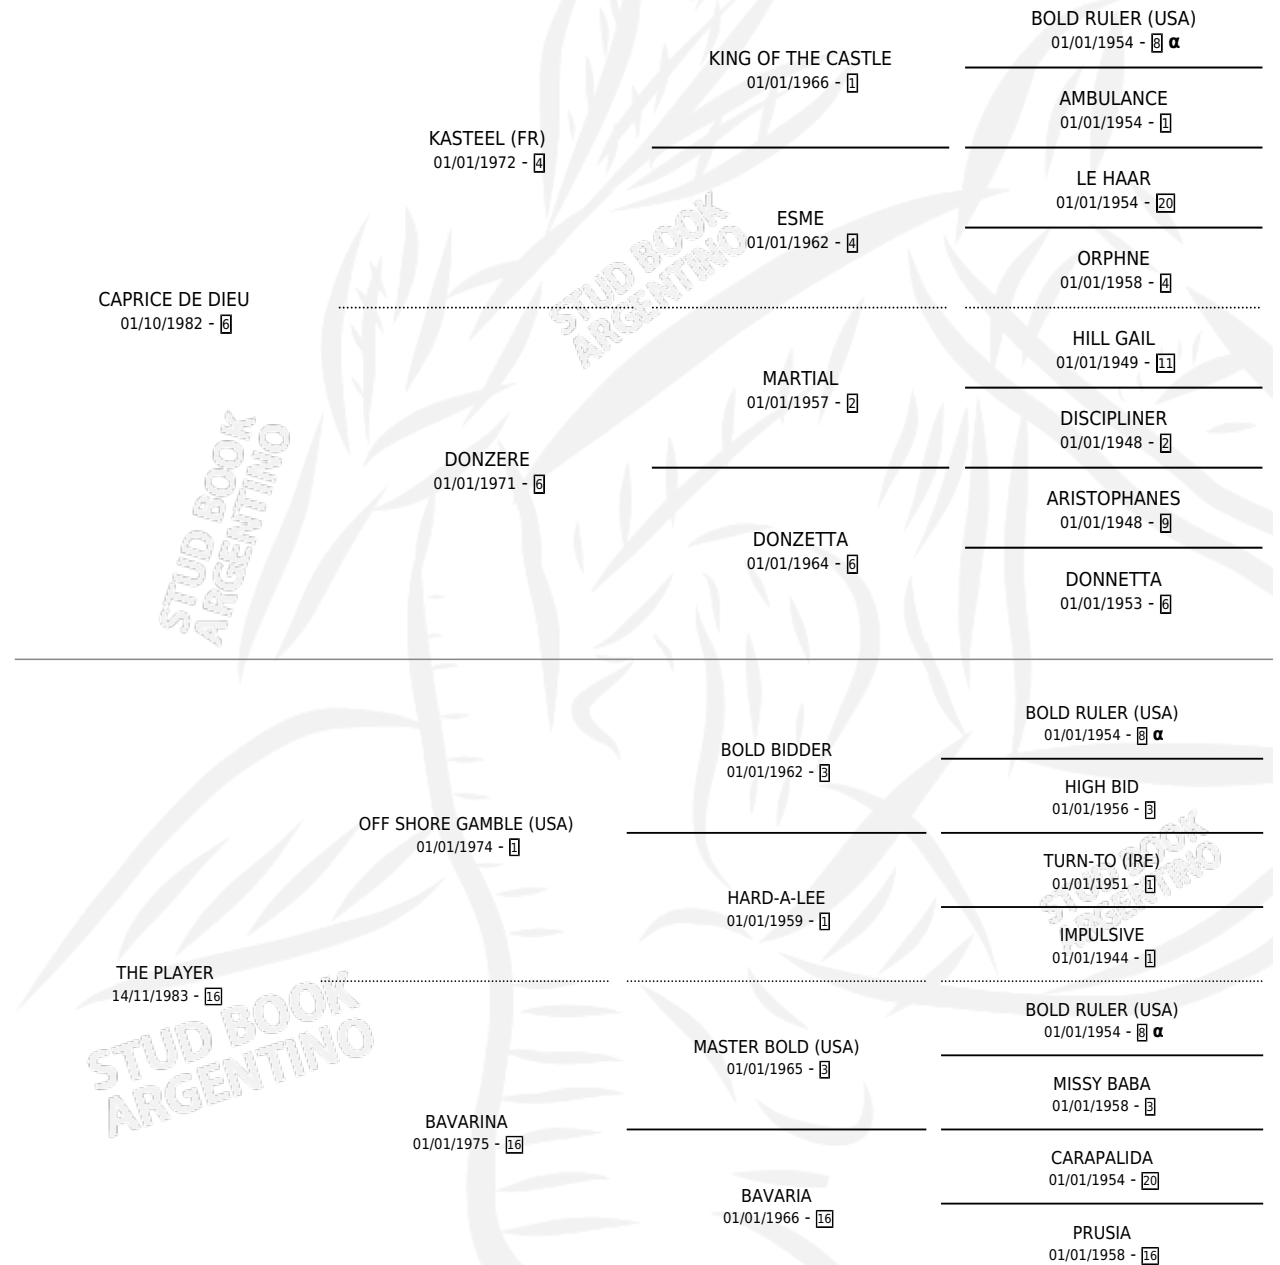 BOLD RULER (USA)
01/01/1954 - 8 α
KING OF THE CASTLE
01/01/1966 - 1
AMBULANCE
01/01/1954 - 1
KASTEEL (FR)
01/01/1972 - 4
LE HAAR
01/01/1954 - 20
ESME
01/01/1962 - 4
ORPHNE
01/01/1958 - 4
CAPRICE DE DIEU
01/10/1982 - 6
HILL GAIL
01/01/1949 - 11
MARTIAL
01/01/1957 - 2
DISCIPLINER
01/01/1948 - 2
DONZERE
01/01/1971 - 6
ARISTOPHANES
01/01/1948 - 9
DONZETTA
01/01/1964 - 6
DONNETTA
01/01/1953 - 6
BOLD RULER (USA)
01/01/1954 - 8 α
BOLD BIDDER
01/01/1962 - 3
HIGH BID
01/01/1956 - 3
OFF SHORE GAMBLE (USA)
01/01/1974 - 1
TURN-TO (IRE)
01/01/1951 - 1
HARD-A-LEE
01/01/1959 - 1
IMPULSIVE
01/01/1944 - 1
THE PLAYER
14/11/1983 - 16
BOLD RULER (USA)
01/01/1954 - 8 α
MASTER BOLD (USA)
01/01/1965 - 3
MISSY BABA
01/01/1958 - 3
BAVARINA
01/01/1975 - 16
CARAPALIDA
01/01/1954 - 20
BAVARIA
01/01/1966 - 16
PRUSIA
01/01/1958 - 16
STUD BOOK
ARGENTINO
STUD BOOK
ARGENTINO
STUD BOOK
ARGENTINO
STUD BOOK
ARGENTINO